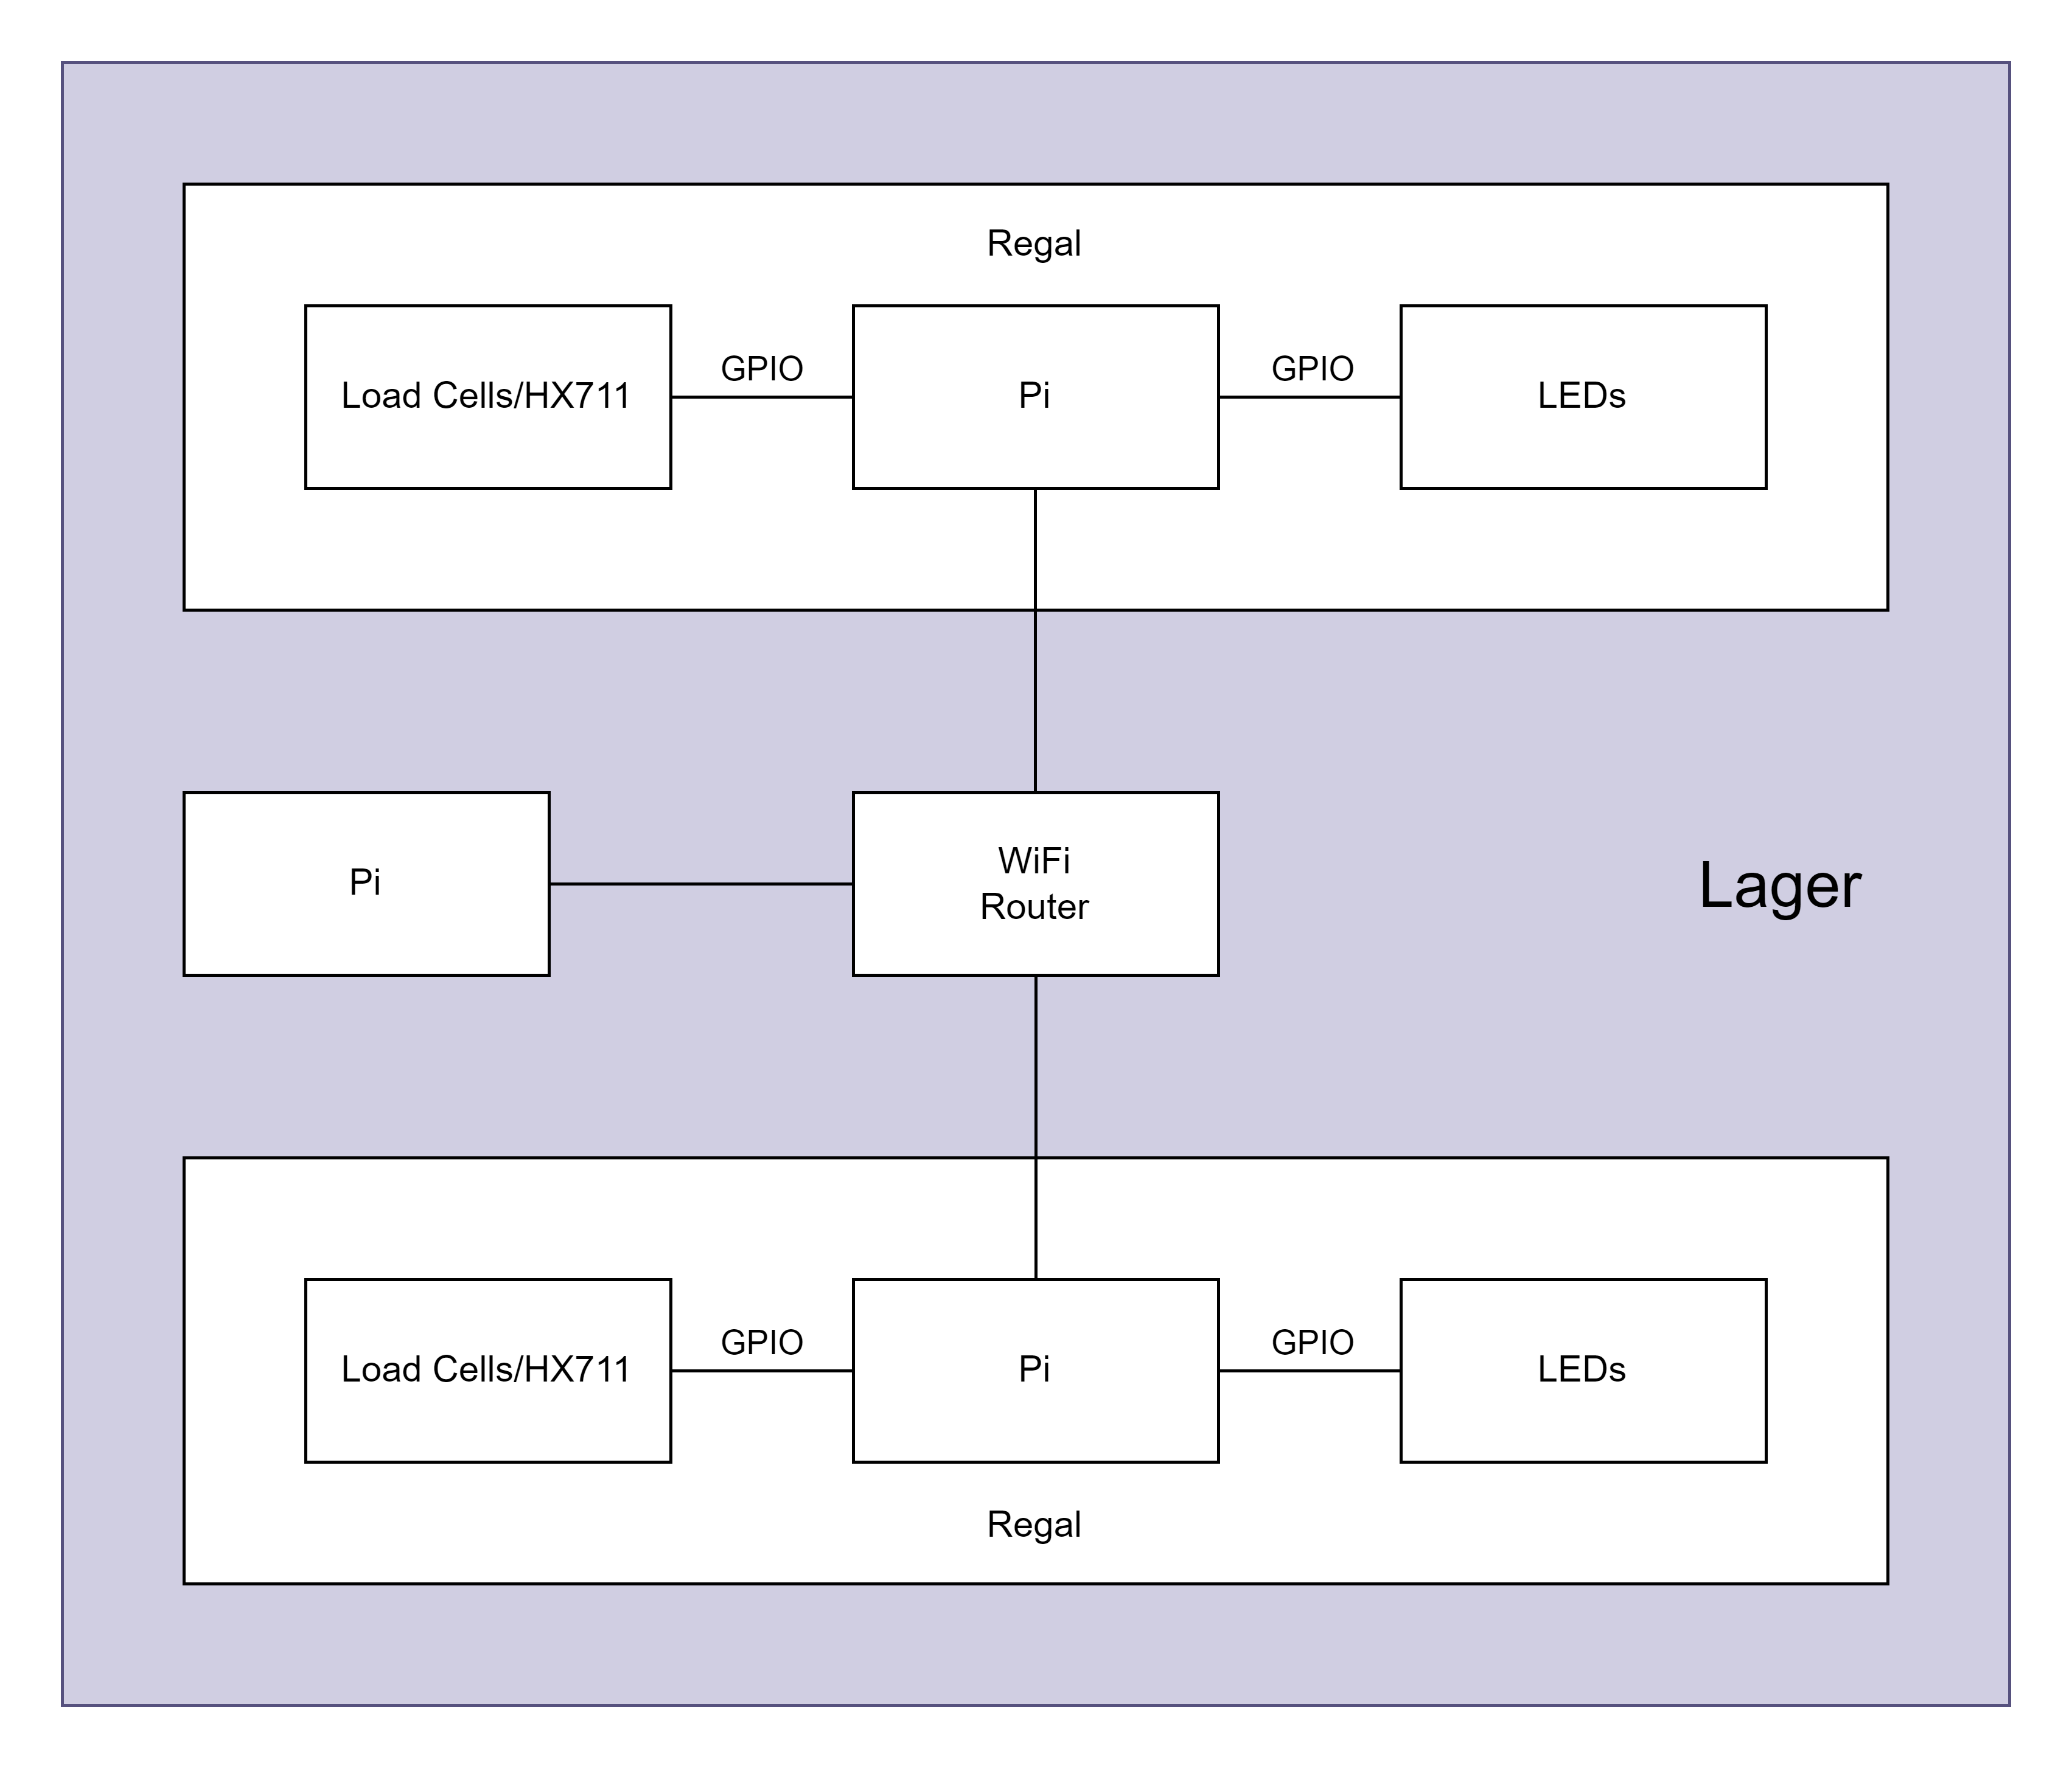 Regal
Load Cells/HX711
GPIO
Pi
GPIO
LEDs
Pi
WiFi
Router
Lager
Load Cells/HX711
GPIO
Pi
GPIO
LEDs
Regal